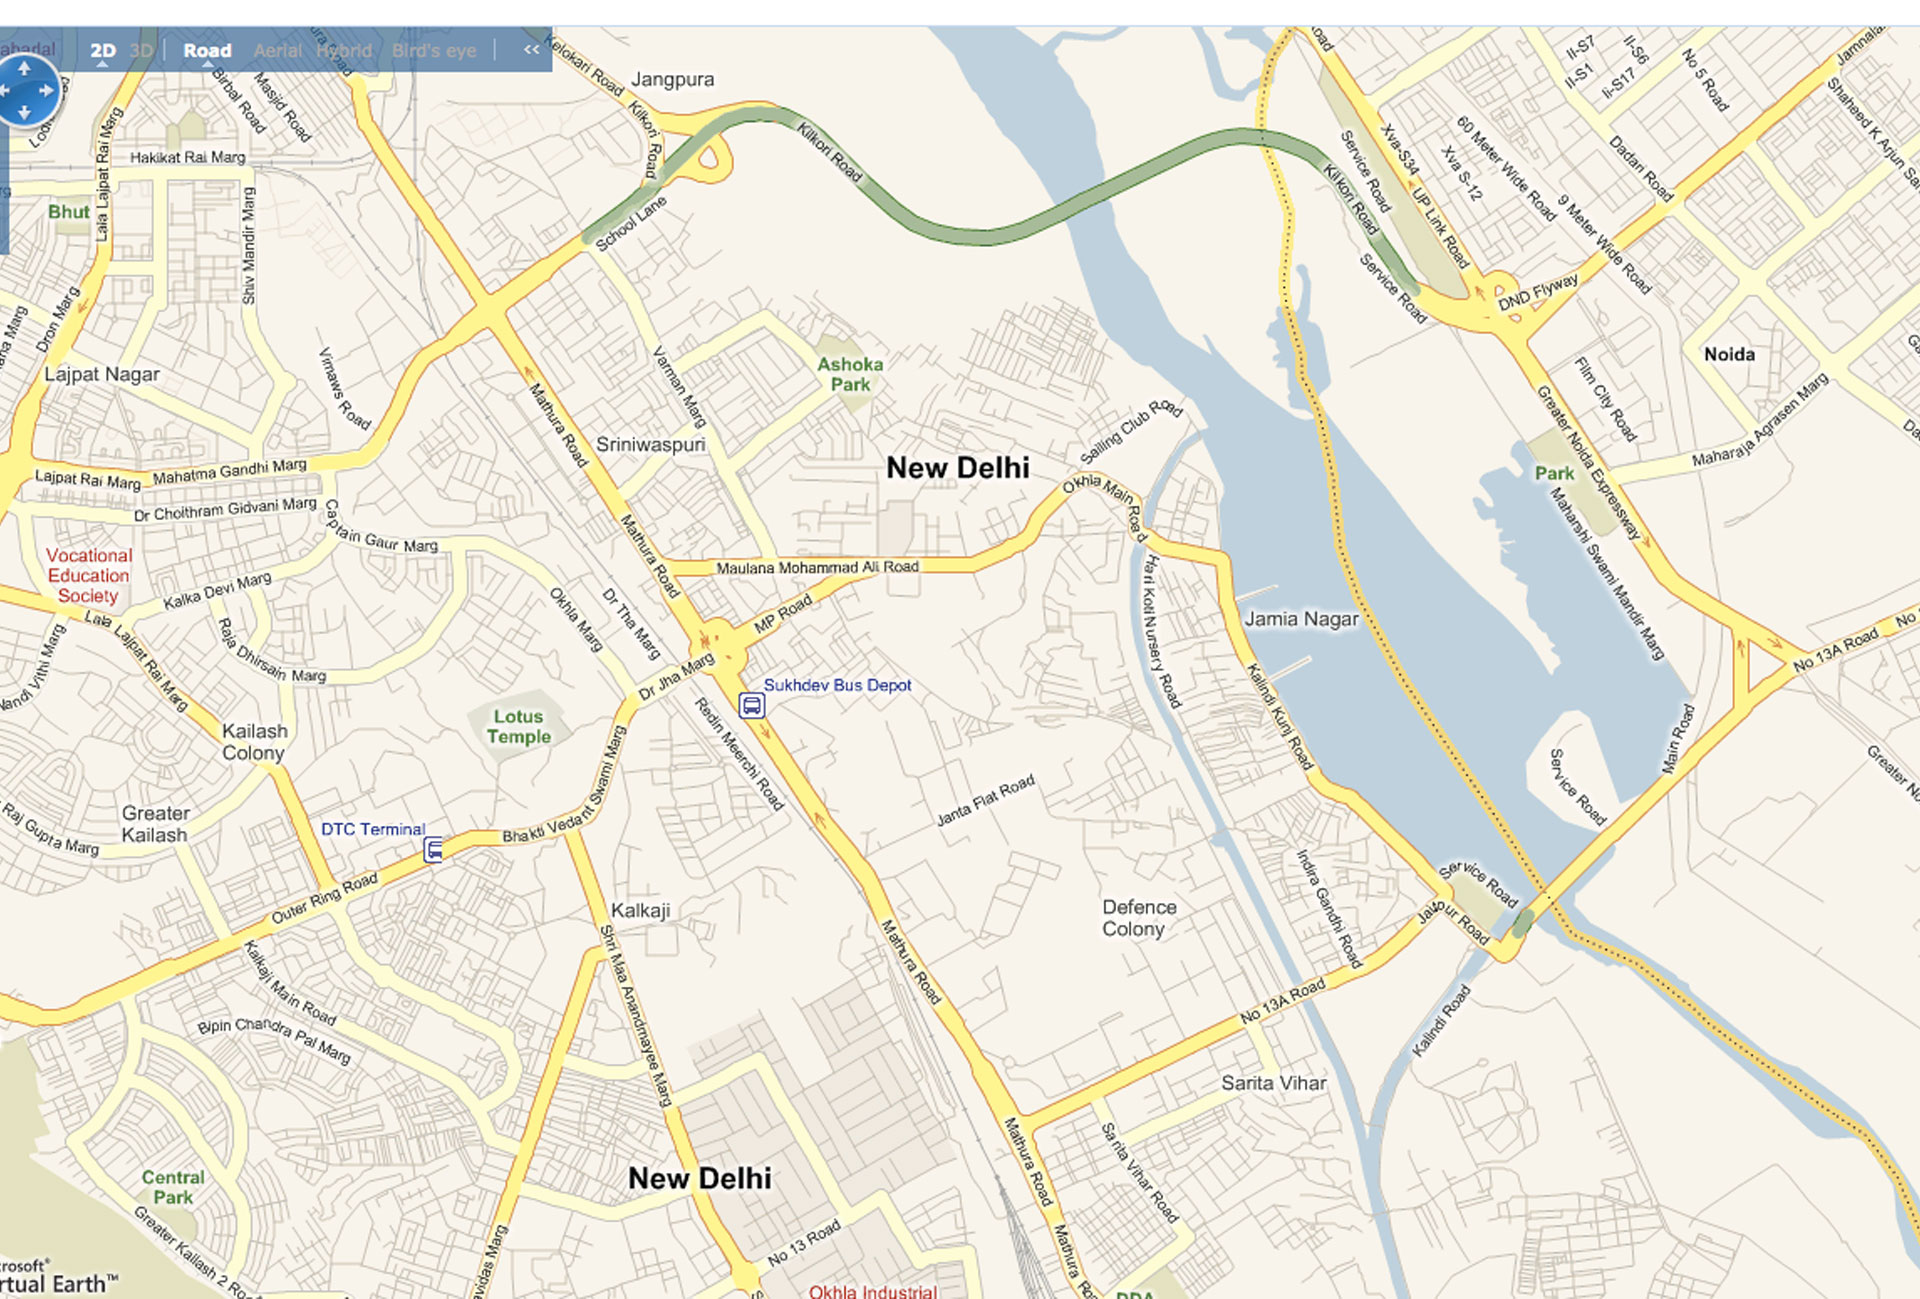 2D 3D | Road Aerial Hybrid Bird's eye | <<
Kelokari Road
Jangpura
Kilkori Road
Birbal Road
Masjid Road
Lala Lajpat Rai Marg
Hakikat Rai Marg
Shiv Mandir Marg
Bhut
Dron Marg
Lajpat Nagar
Vimaws Road
School Lane
Kilkori Road
Kilkori Road
Service Road
Service Road
Xva-S34
UP Link Road
Xva S-12
60 Meter Wide Road
9 Meter Wide Road
II-S7
II-S1
II-S6
Ii-S17
No 5 Road
Dadari Road
Shaheed K Arjun
DND Flyway
Noida
Film City Road
Greater Noida Expressway
Maharaja Agrasen Marg
Park
Maharshi Swami Mandir Marg
Mathura Road
Varman Marg
Ashoka
Park
Sriniwaspuri
New Delhi
Sailing Club Road
Okhla Main Road
Lajpat Rai Marg
Mahatma Gandhi Marg
Dr Cholthram Gidvani Marg
Captain Gaur Marg
Vocational
Education
Society
Kalka Devi Marg
Lala Lajpat Rai Marg
Raja Dhirsain Marg
Nandi Vithi Marg
Okhla Marg
Dr Tha Marg
Mathura Road
Maulana Mohammad Ali Road
MP Road
Dr Jha Marg
Sukhdev Bus Depot
Hari Koti Nursery Road
Jamia Nagar
Kalindi Kunj Road
No 13A Road
No
Main Road
Service Road
Lotus
Temple
Kailash
Colony
Redin Meerchi Road
Bhakti Vedant Swami Marg
Janta Flat Road
Greater
Kailash
Raj Gupta Marg
DTC Terminal
Outer Ring Road
Kalkaji
Kalkaji Main Road
Shri Maa Anandmayee Marg
Mathura Road
Defence
Colony
Indira Gandhi Road
Service Road
Jaitpur Road
No 13A Road
Kalindi Road
Bipin Chandra Pal Marg
Sarita Vihar
Sarita Vihar Road
Mathura Road
New Delhi
Central
Park
Greater Kailash 2
No 13 Road
Okhla Industrial
Mathura
DDA
crosoft®
rtual Earth™